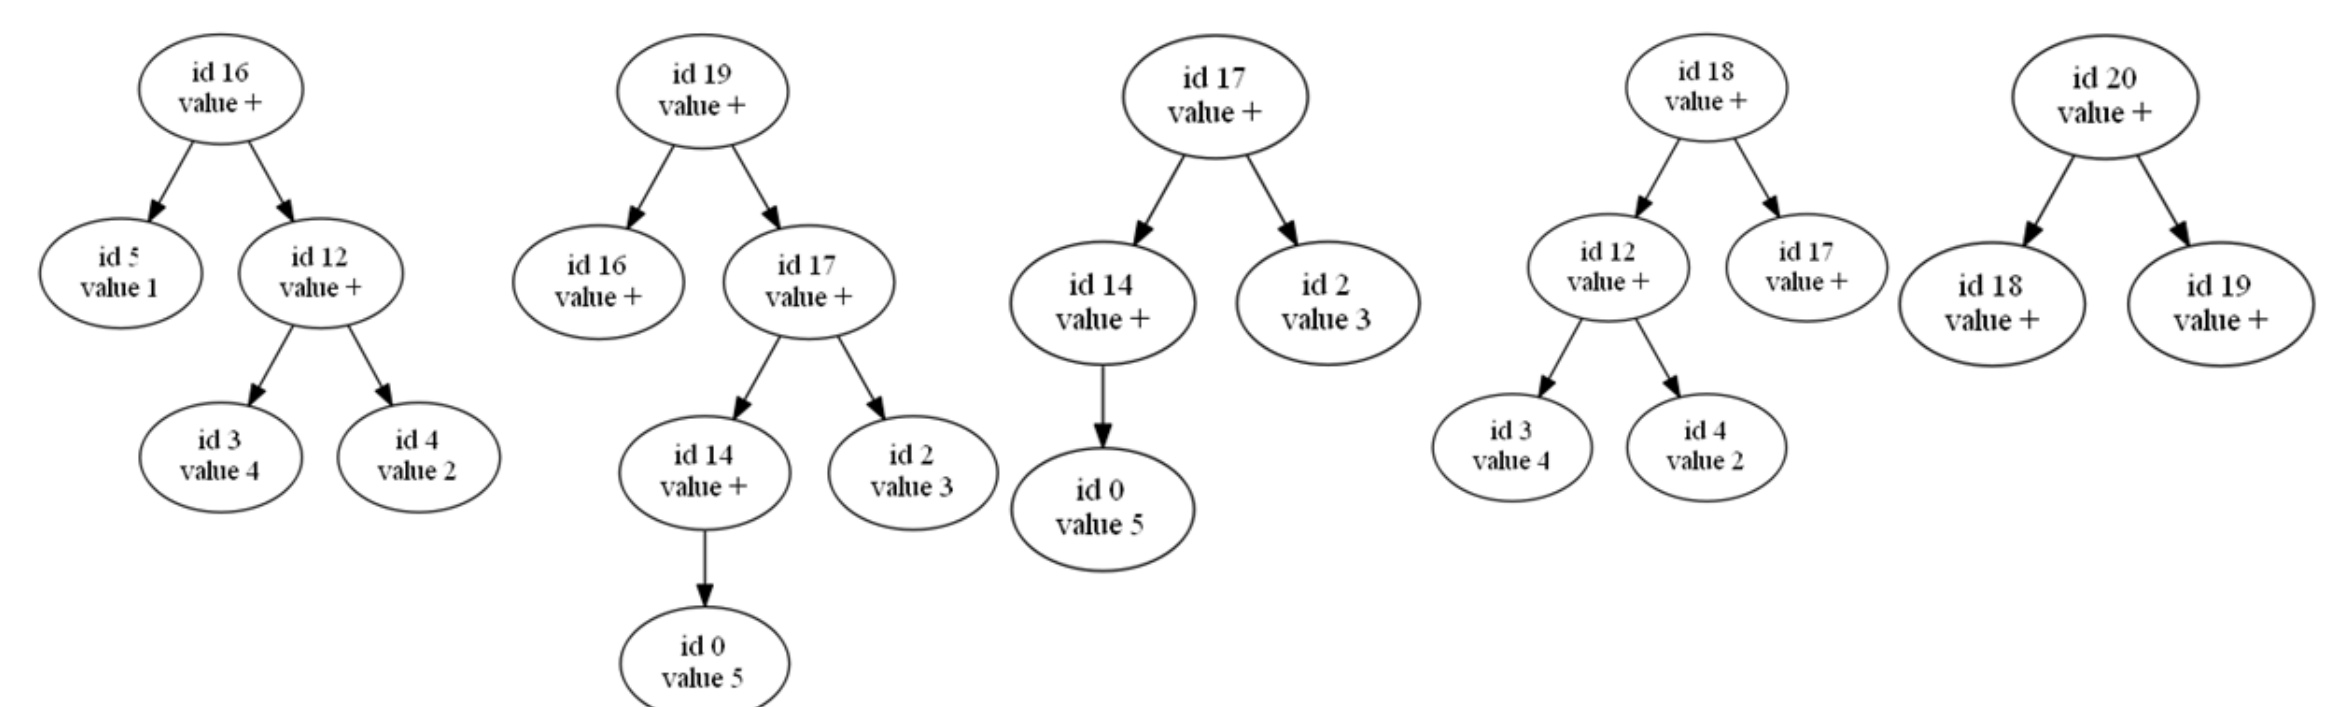 id 16
value +
id 5
value 1
id 12
value +
id 3
value 4
id 4
value 2
id 19
value +
id 16
value +
id 17
value +
id 14
value +
id 2
value 3
id 0
value 5
id 17
value +
id 14
value +
id 2
value 3
id 0
value 5
id 18
value +
id 12
value +
id 17
value +
id 3
value 4
id 4
value 2
id 20
value +
id 18
value +
id 19
value +